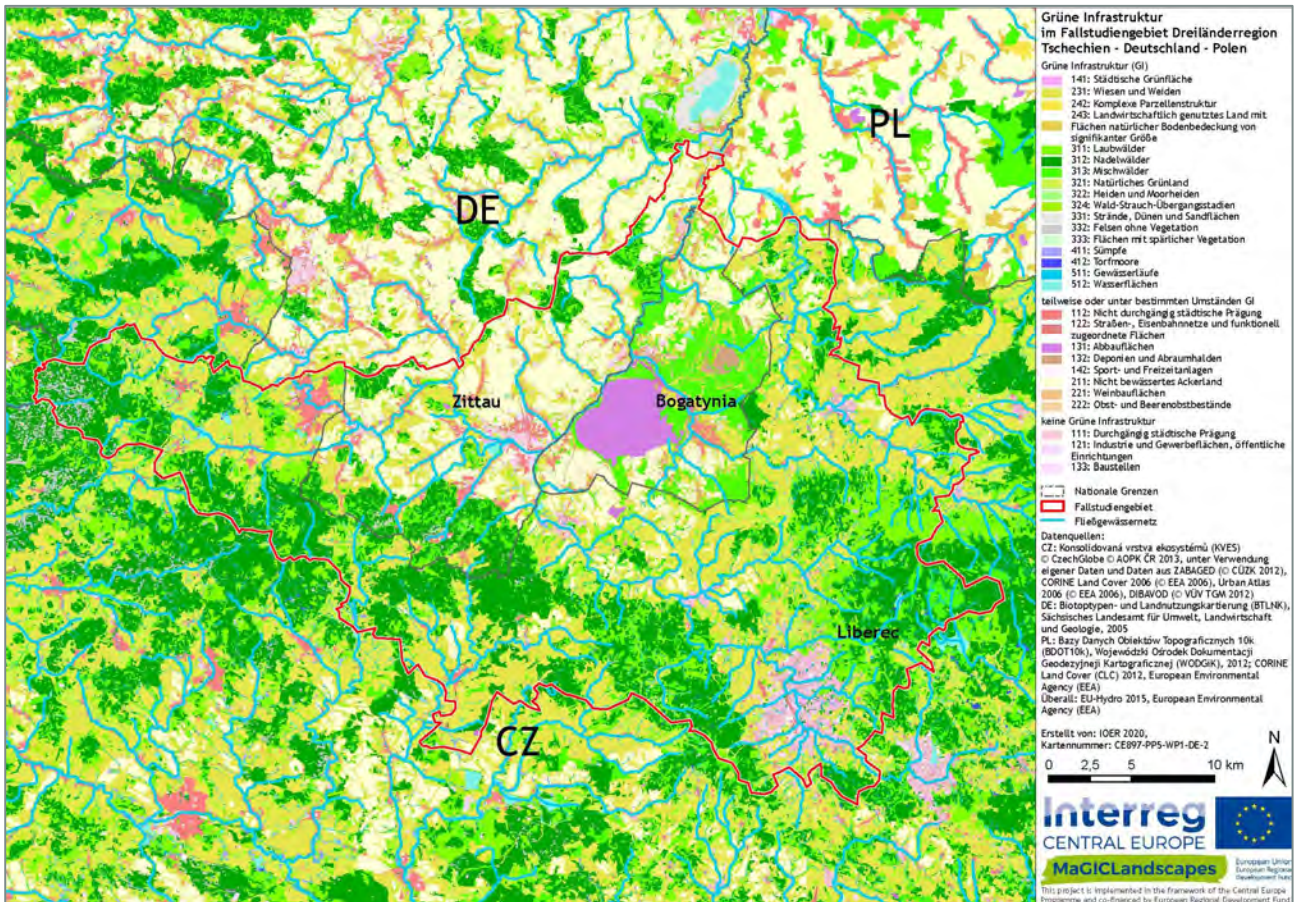 DE
PL
CZ
Zittau
Bogatynia
Liberec
Grüne Infrastruktur
im Fallstudiengebiet Dreiländerregion
Tschechien - Deutschland - Polen
Grüne Infrastruktur (GI)
141: Städtische Grünfläche
231: Wiesen und Weiden
242: Komplexe Parzellenstruktur
243: Landwirtschaftlich genutztes Land mit
Flächen natürlicher Bodenbedeckung von
signifikanter Größe
311: Laubwälder
312: Nadelwälder
313: Mischwälder
321: Natürliches Grünland
322: Heiden und Moorheiden
324: Wald-Strauch-Übergangsstadien
331: Strände, Dünen und Sandflächen
332: Felsen ohne Vegetation
333: Flächen mit spärlicher Vegetation
411: Sümpfe
412: Torfmoore
511: Gewässerläufe
512: Wasserflächen
teilweise oder unter bestimmten Umständen GI
112: Nicht durchgängig städtische Prägung
122: Straßen-, Eisenbahnnetze und funktionell
zugeordnete Flächen
131: Abbauflächen
132: Deponien und Abraumhalden
142: Sport- und Freizeitanlagen
211: Nicht bewässertes Ackerland
221: Weinbauflächen
222: Obst- und Beerenobstbestände
keine Grüne Infrastruktur
111: Durchgängig städtische Prägung
121: Industrie und Gewerbeflächen, öffentliche
Einrichtungen
133: Baustellen
Nationale Grenzen
Fallstudiengebiet
Fließgewässernetz
Datenquellen:
CZ: Konsolidovaná vrstva ekosystémů (KVES)
© CzechGlobe © AOPK ČR 2013, unter Verwendung
eigener Daten und Daten aus ZABAGED (© CÚZK 2012),
CORINE Land Cover 2006 (© EEA 2006), Urban Atlas
2006 (© EEA 2006), DIBAVOD (© VÚV TGM 2012)
DE: Biotoptypen- und Landnutzungskartierung (BTLNK),
Sächsisches Landesamt für Umwelt, Landwirtschaft
und Geologie, 2005
PL: Bazy Danych Obiektów Topograficznych 10k
(BDOT10k), Wojewódzki Ośrodek Dokumentacji
Geodezyjneji Kartograficznej (WODGiK), 2012; CORINE
Land Cover (CLC) 2012, European Environmental
Agency (EEA)
Überall: EU-Hydro 2015, European Environmental
Agency (EEA)
Erstellt von: IOER 2020,
Kartennummer: CE897-PP5-WP1-DE-2
N
0 2,5 5 10 km
Interreg
CENTRAL EUROPE
MaGICLandscapes
European Union
European Regional
Development Fund
This project is implemented in the framework of the Central Europe
Programme and co-financed by European Regional Development Fund